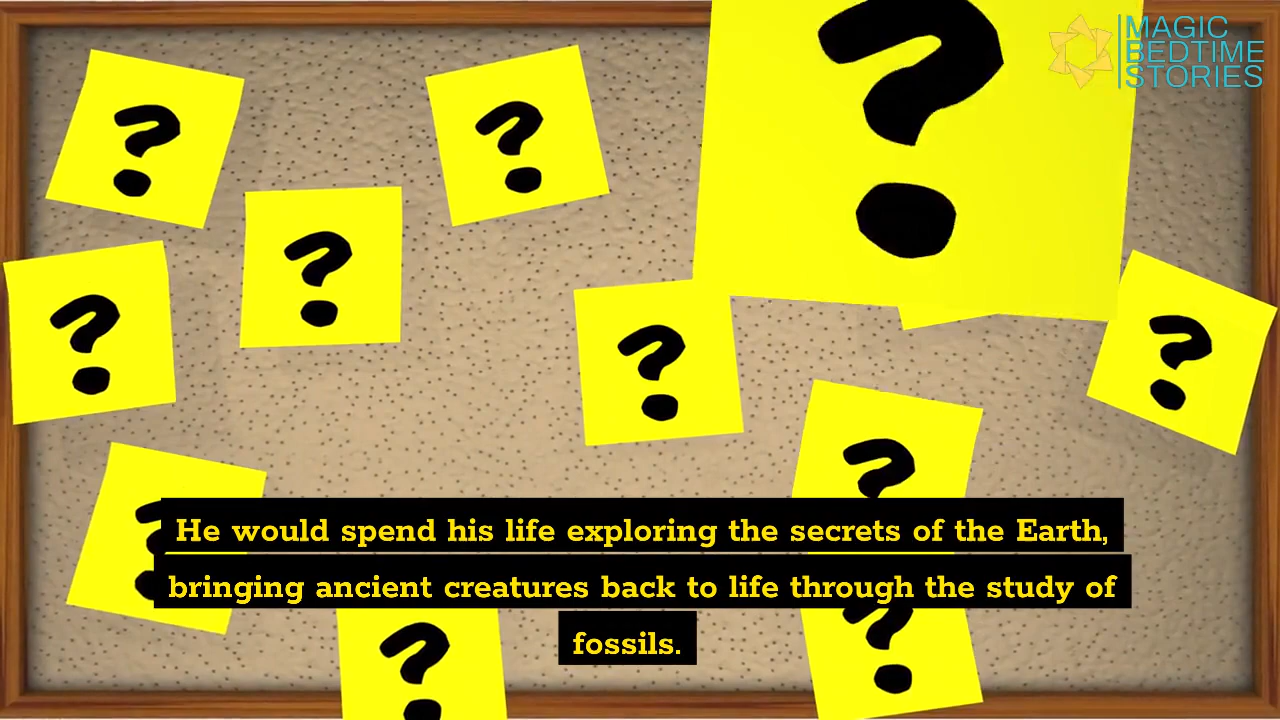 MAGIC
BEDTIME
STORIES
?
?
?
?
?
?
?
?
?
?
He would spend his life exploring the secrets of the Earth,
bringing ancient creatures back to life through the study of
fossils.
?
?